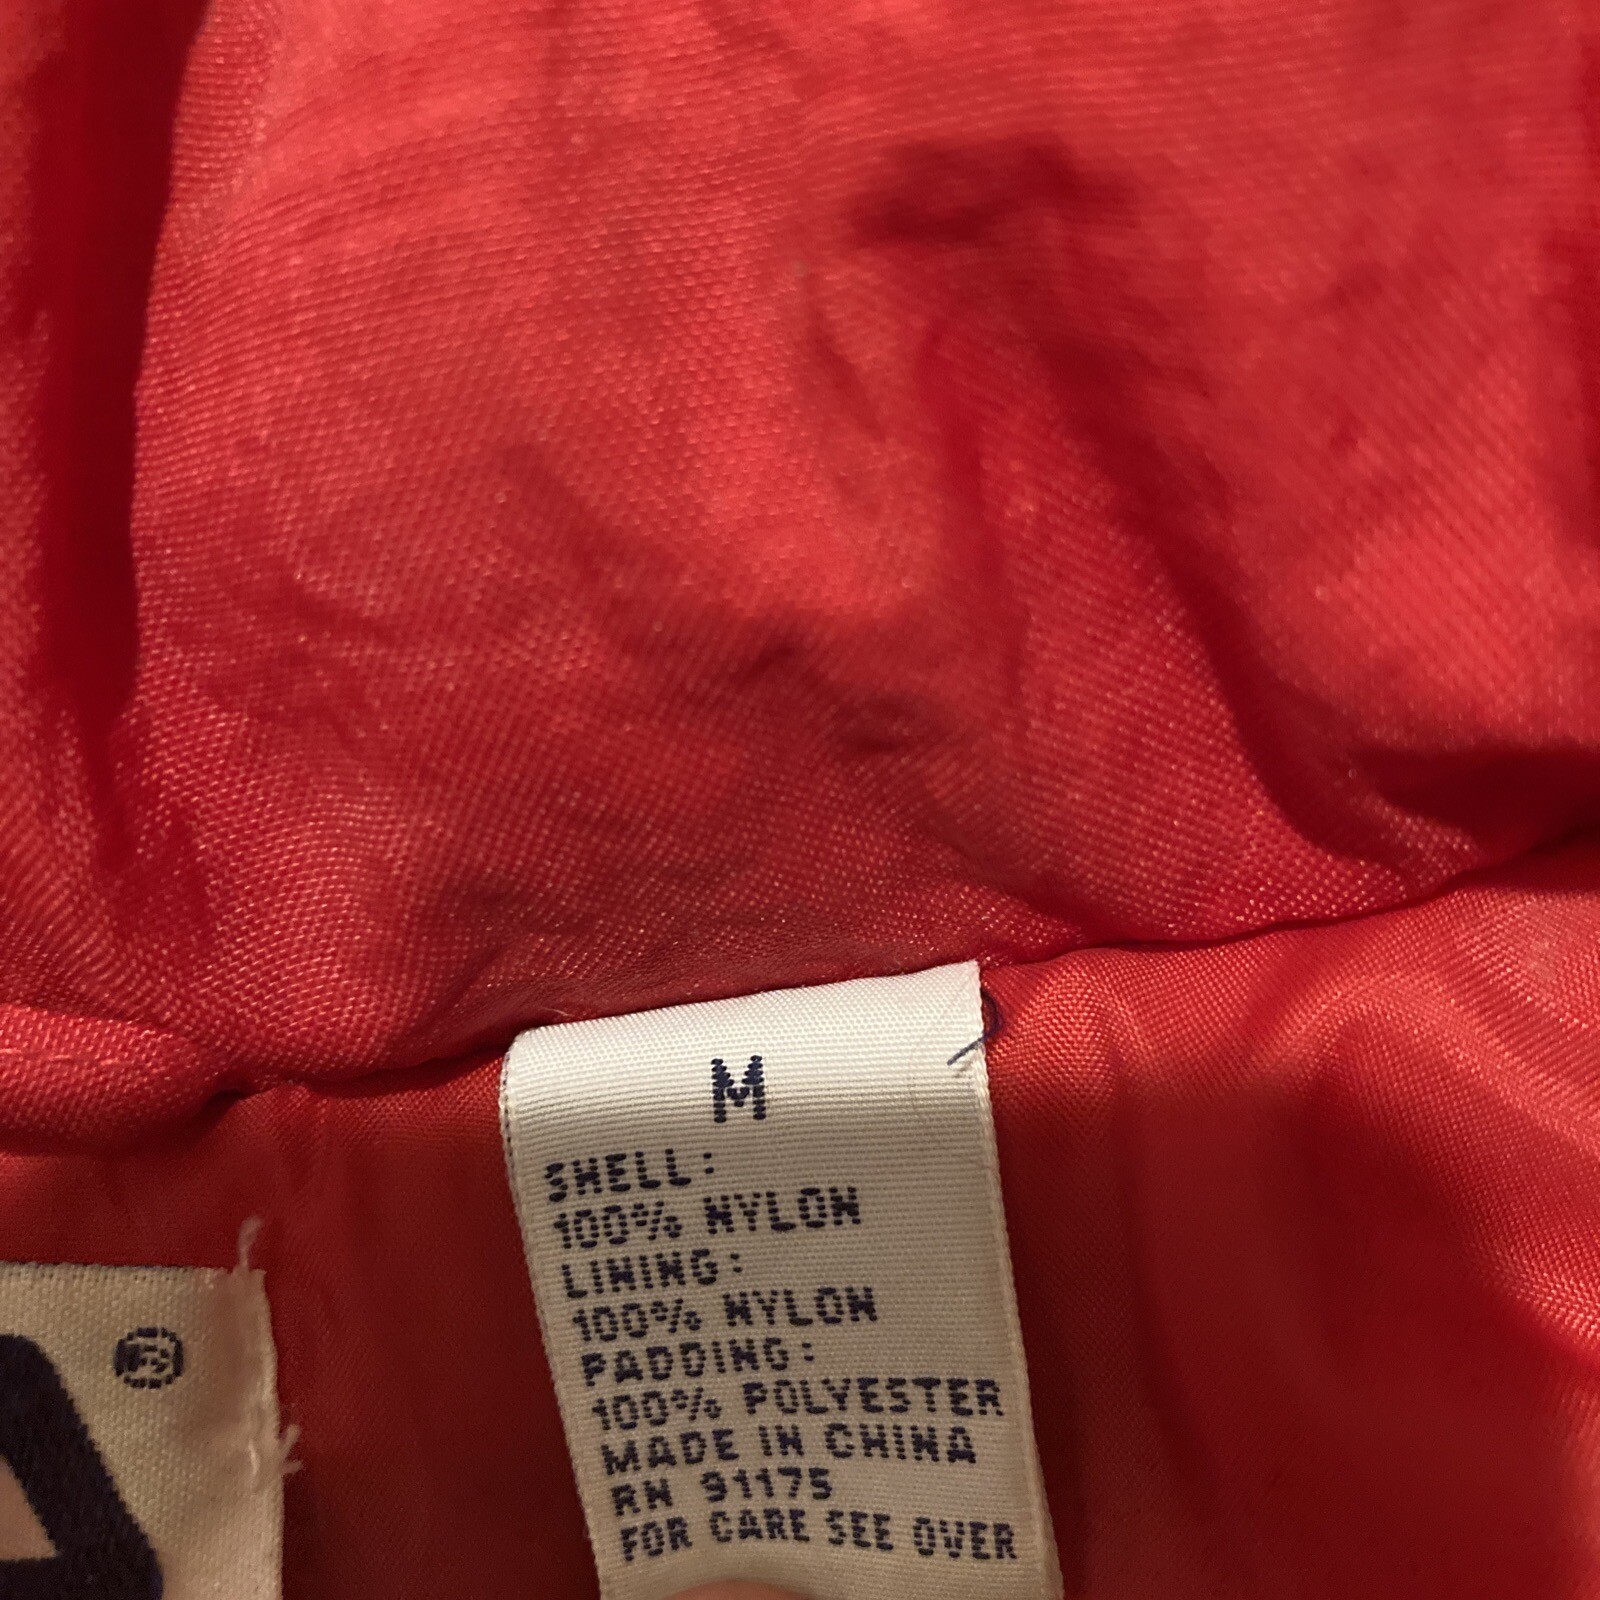 M
SHELL:
100% NYLON
LINING:
100% NYLON
PADDING:
100% POLYESTER
MADE IN CHINA
RN 91175
FOR CARE SEE OVER
A®